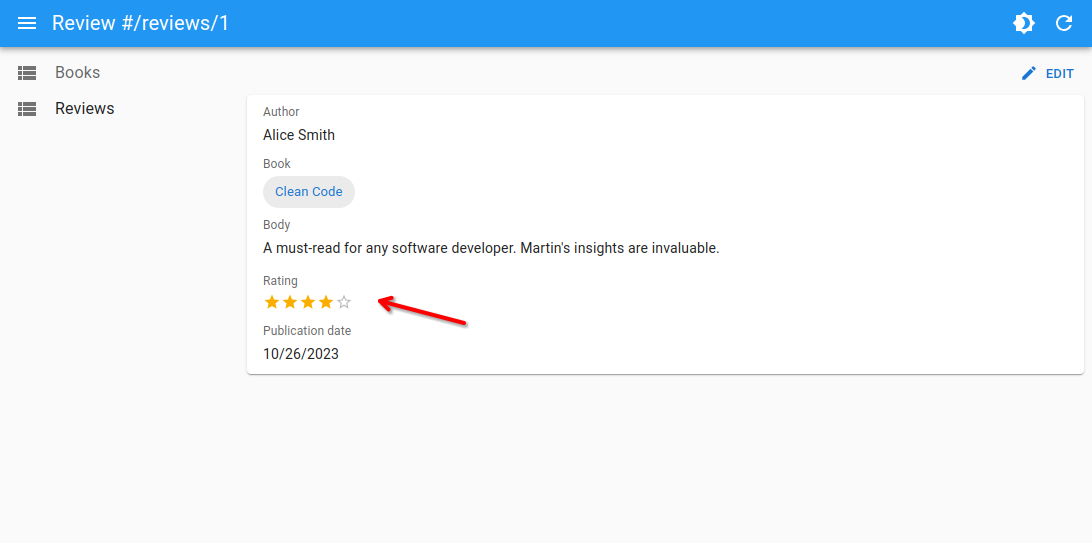 Review #/reviews/1
Books
EDIT
Reviews
Author
Alice Smith
Book
Clean Code
Body
A must-read for any software developer. Martin's insights are invaluable.
Rating
Publication date
10/26/2023